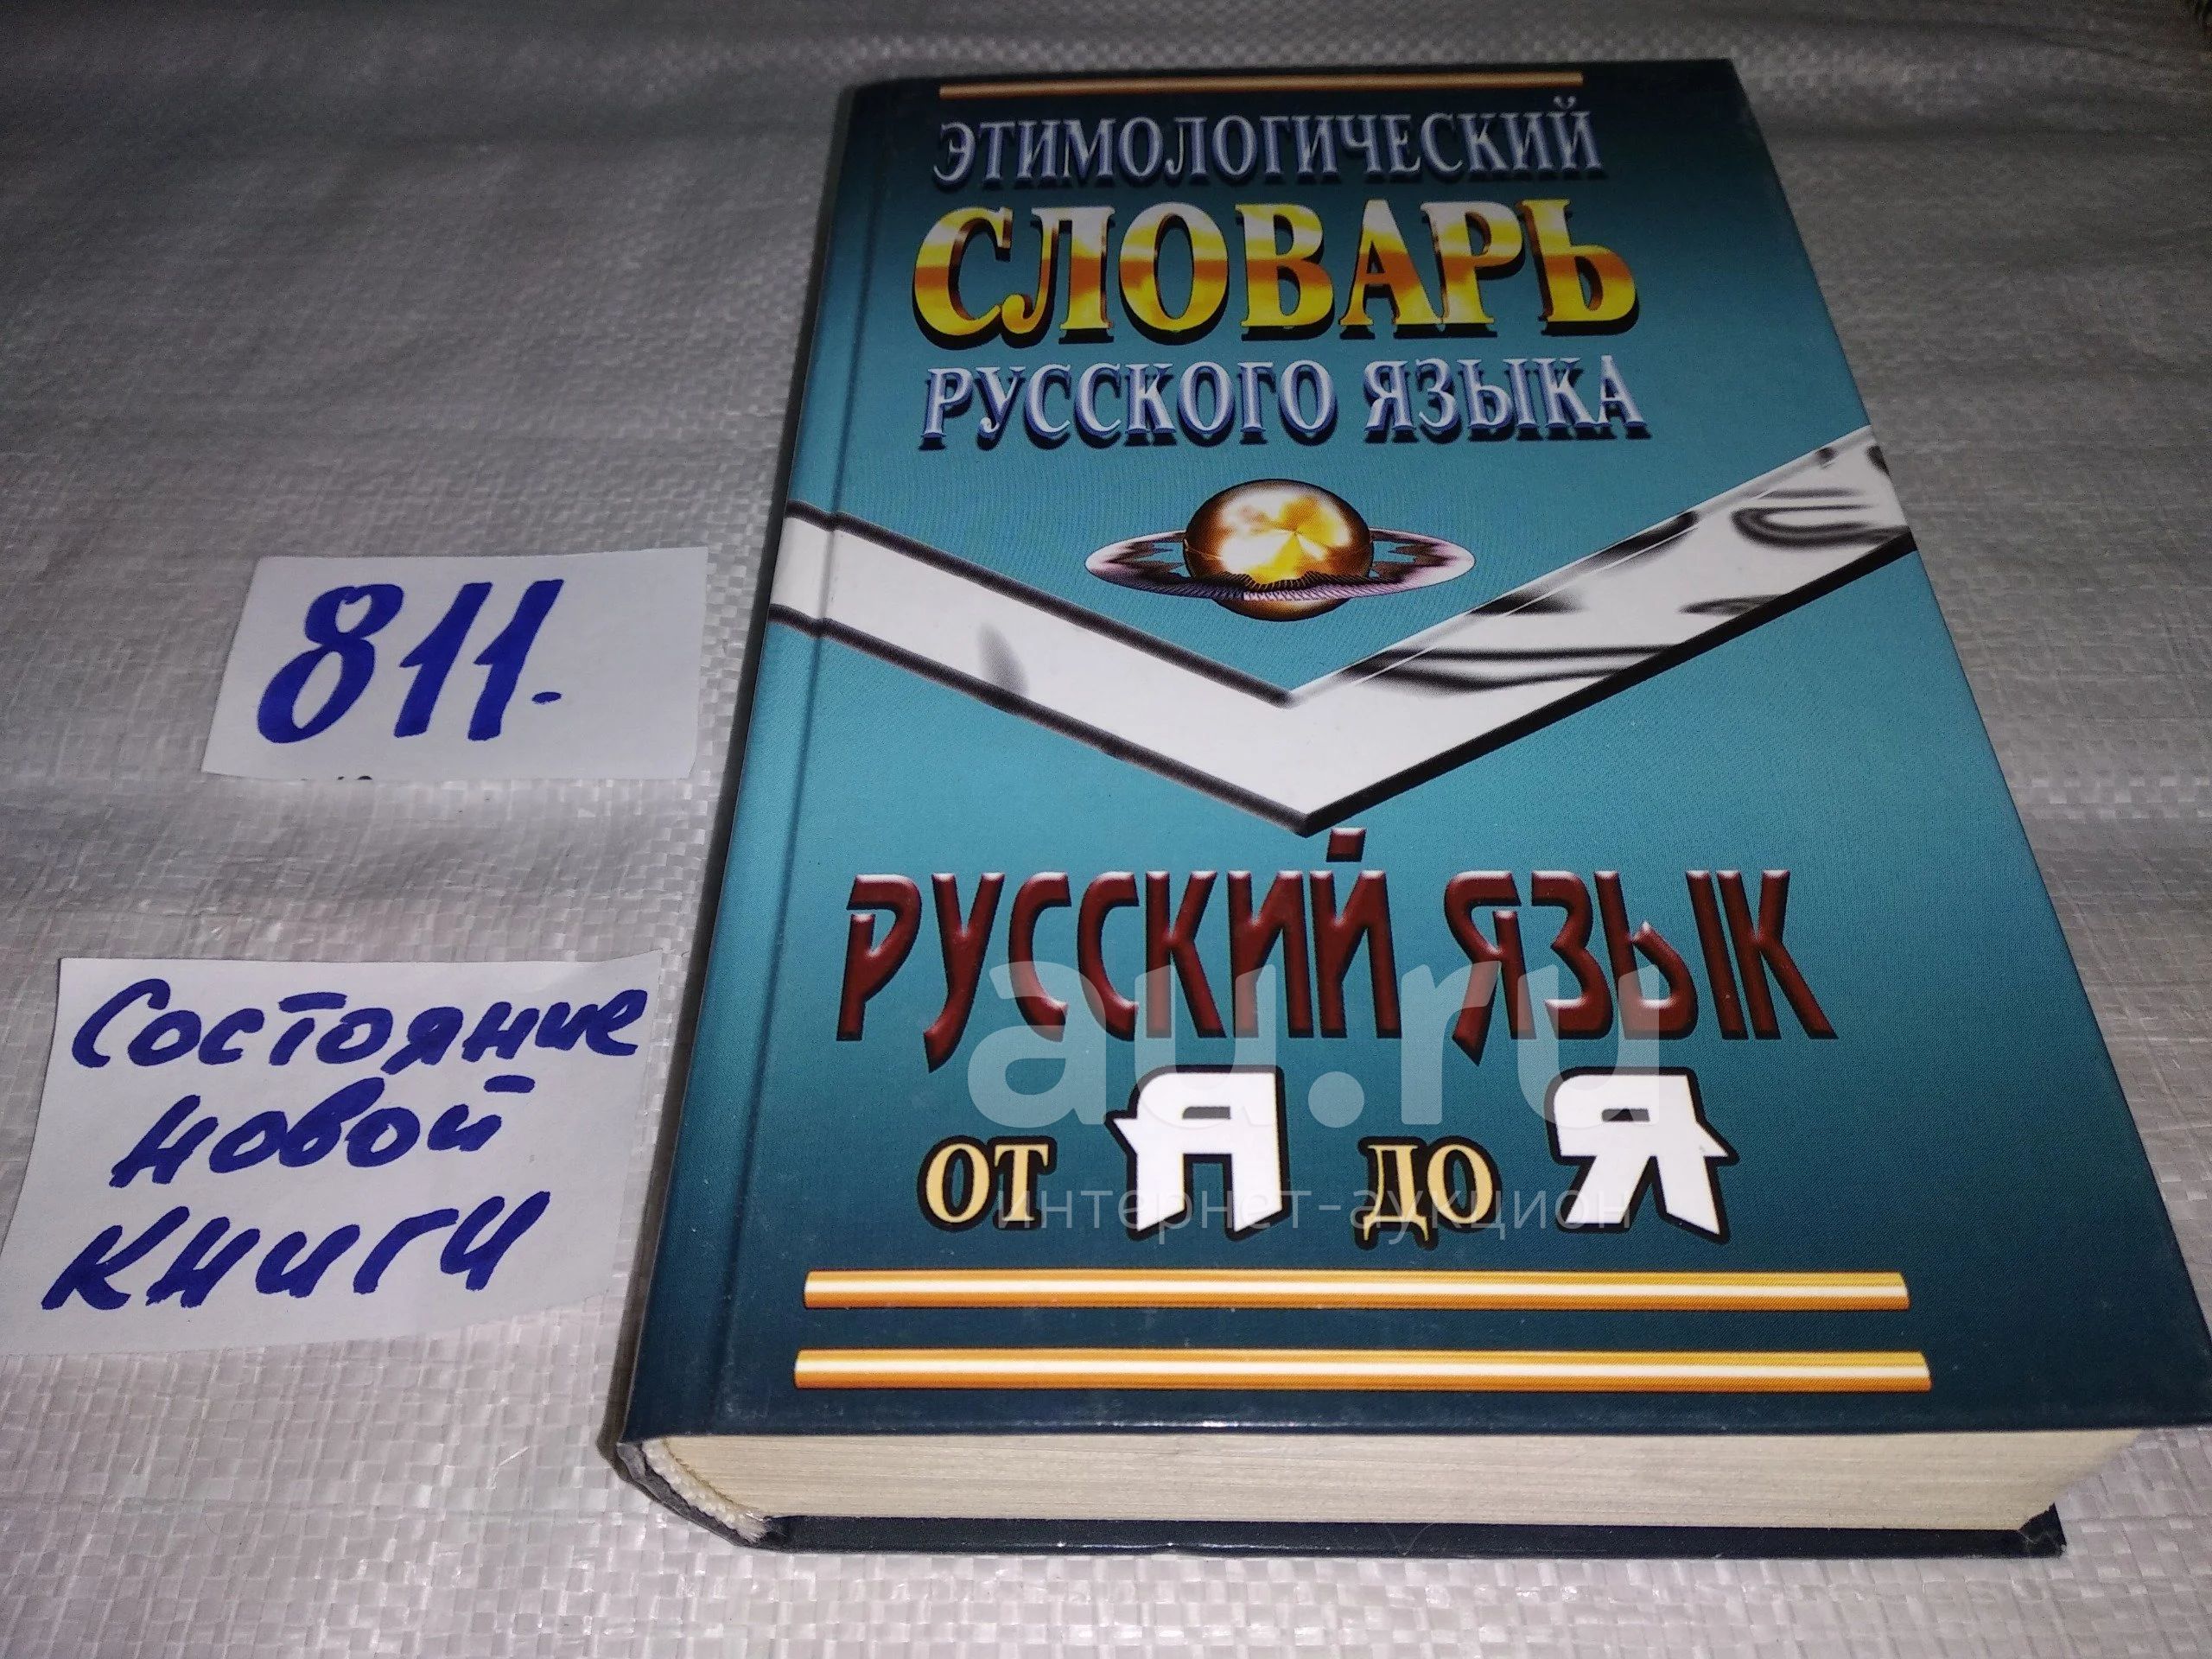 ЭТИМОЛОГИЧЕСКИЙ
СЛОВАРЬ
РУССКОГО ЯЗЫКА
811.
РУССКИЙ ЯЗЫК
ОТ Я ДО Я
Состояние
новой
книги
au.ru
интернет-аукцион